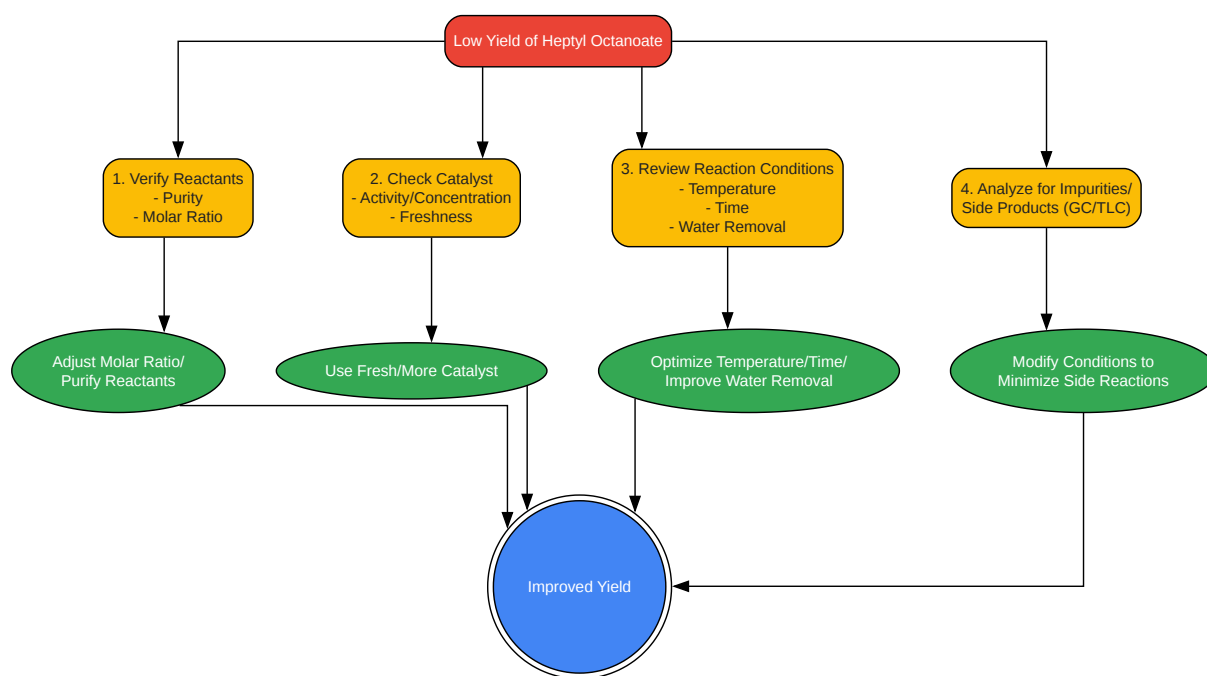 Low Yield of Heptyl Octanoate
1. Verify Reactants
- Purity
- Molar Ratio
2. Check Catalyst
- Activity/Concentration
- Freshness
3. Review Reaction Conditions
- Temperature
- Time
- Water Removal
4. Analyze for Impurities/
Side Products (GC/TLC)
Adjust Molar Ratio/
Purify Reactants
Use Fresh/More Catalyst
Optimize Temperature/Time/
Improve Water Removal
Modify Conditions to
Minimize Side Reactions
Improved Yield